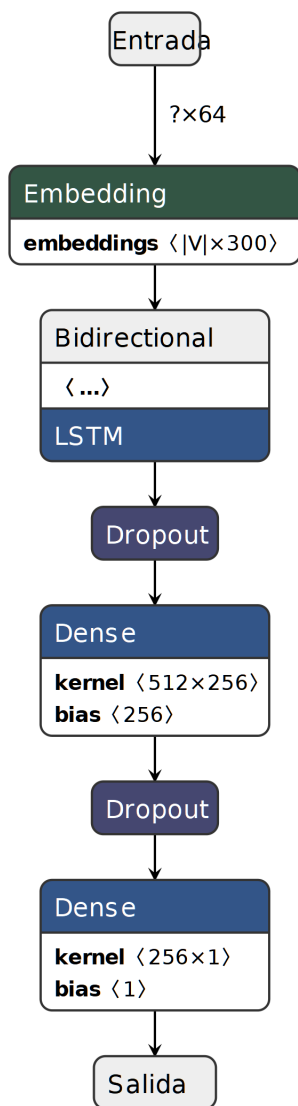 Entrada
?×64
Embedding
embeddings 〈|V|×300〉
Bidirectional
〈...〉
LSTM
Dropout
Dense
kernel 〈512×256〉
bias 〈256〉
Dropout
Dense
kernel 〈256×1〉
bias 〈1〉
Salida